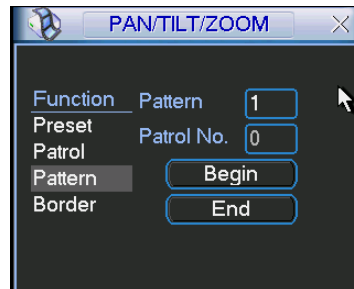 PAN/TILT/ZOOM
Function
Preset
Patrol
Pattern
Border
Pattern 1
Patrol No. 0
Begin
End